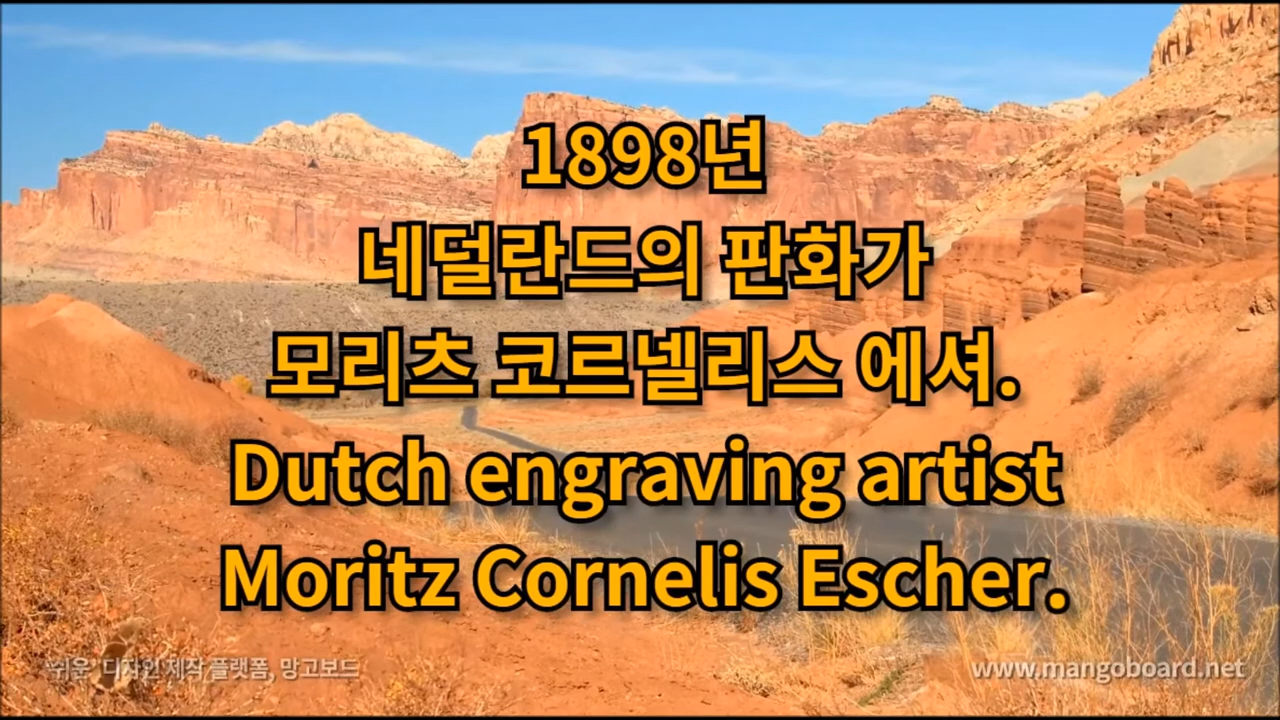 1898년
네덜란드의 판화가
모리츠 코르넬리스 에셔.
Dutch engraving artist
Moritz Cornelis Escher.
'쉬운' 디자인 제작 플랫폼, 망고보드
www.mangoboard.net